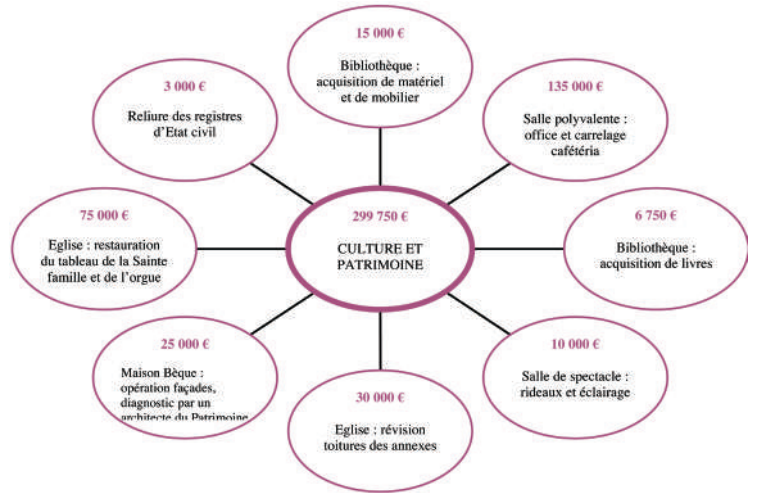 15 000 €
Bibliothèque :
acquisition de matériel
et de mobilier
3 000 €
Reliure des registres
d’Etat civil
135 000 €
Salle polyvalente :
office et carrelage
cafétéria
75 000 €
Eglise : restauration
du tableau de la Sainte
famille et de l’orgue
299 750 €
CULTURE ET
PATRIMOINE
6 750 €
Bibliothèque :
acquisition de livres
25 000 €
Maison Bèque :
opération façades,
diagnostic par un
architecte du Patrimoine
30 000 €
Eglise : révision
toitures des annexes
10 000 €
Salle de spectacle :
rideaux et éclairage